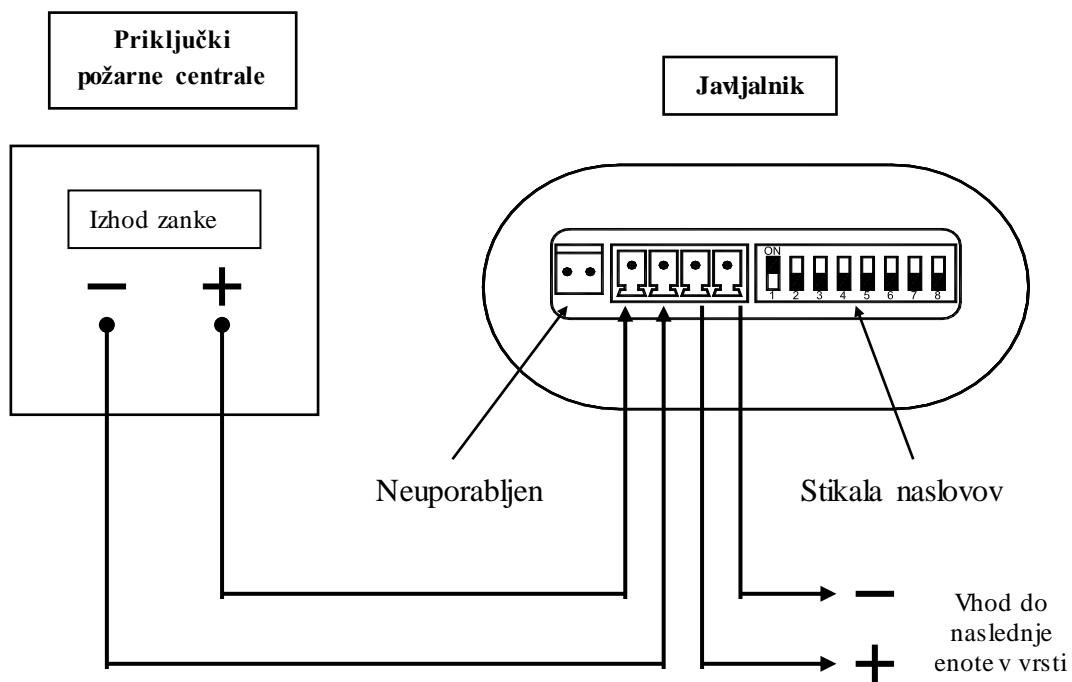 Priključki
požarne centrale
Javljalnik
Izhod zanke
− +
ON
1 2 3 4 5 6 7 8
Neuporabljen
Stikala naslovov
−
+
Vhod do
naslednje
enote v vrsti